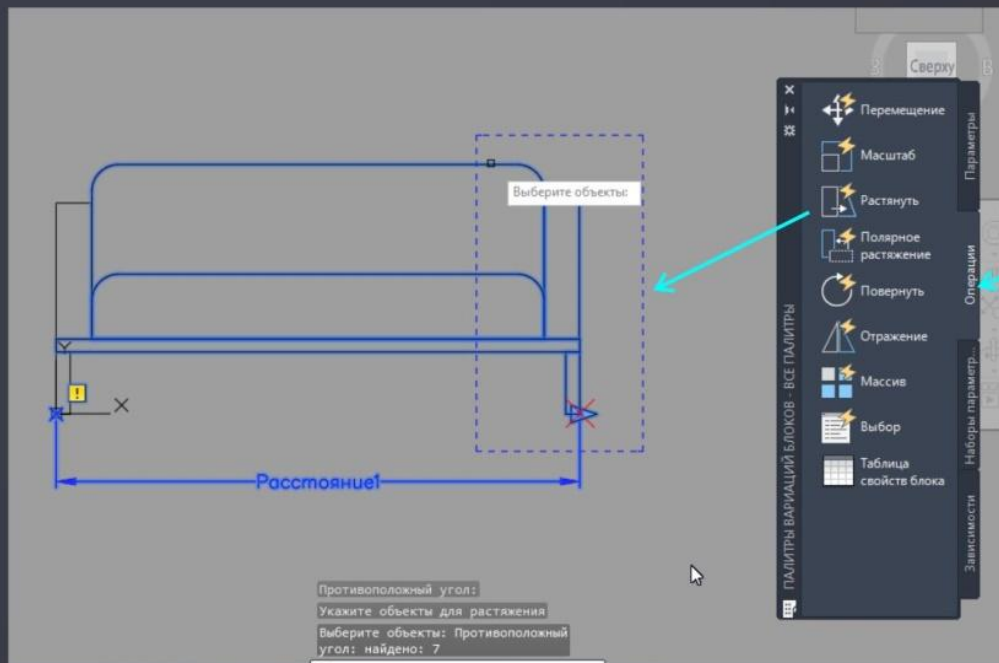 Сверху
В
Перемещение
Масштаб
Растянуть
Полярное
растяжение
Повернуть
Отражение
Массив
Выбор
Таблица
свойств блока
Параметры
Операции
Наборы параметр...
Зависимости
ПАЛИТРЫ ВАРИАЦИЙ БЛОКОВ - ВСЕ ПАЛИТРЫ
Выберите объекты:
Y
!
X
Расстояние1
Противоположный угол:
Укажите объекты для растяжения
Выберите объекты: Противоположный
угол: найдено: 7